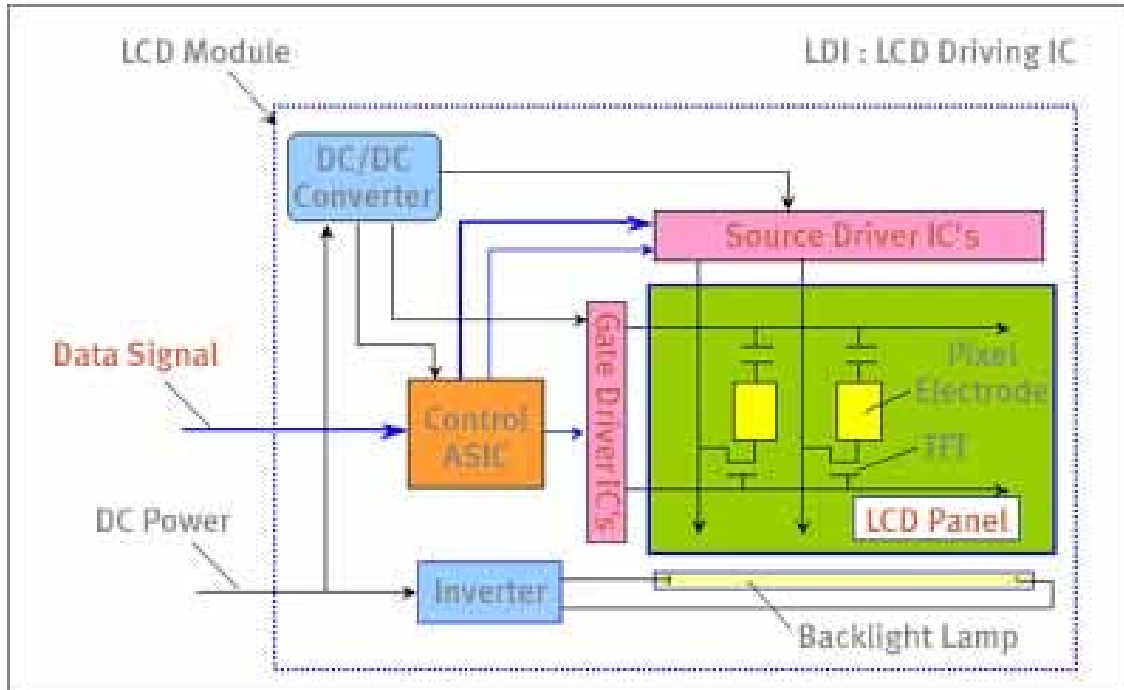 LCD Module
LDI : LCD Driving IC
DC/DC
Converter
Source Driver IC's
Data Signal
Gate Driver IC's
Pixel
Electrode
Control
ASIC
TFT
DC Power
LCD Panel
Inverter
Backlight Lamp